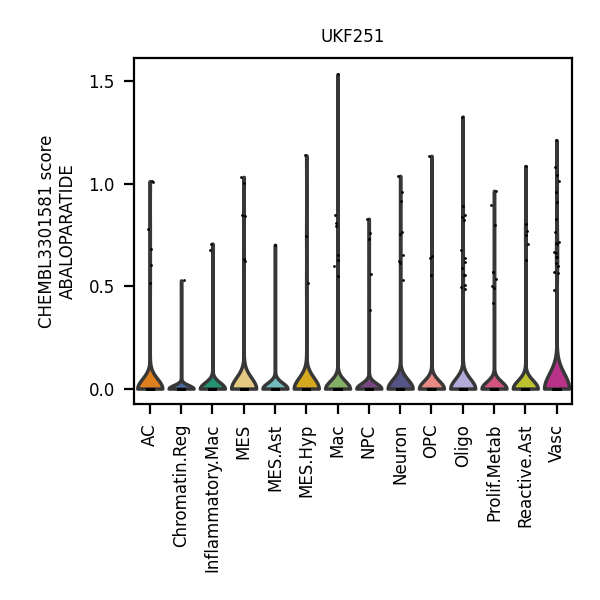 UKF251
CHEMBL3301581 score
ABALOPARATIDE
1.5
1.0
0.5
0.0
AC
Chromatin.Reg
Inflammatory.Mac
MES
MES.Ast
MES.Hyp
Mac
NPC
Neuron
OPC
Oligo
Prolif.Metab
Reactive.Ast
Vasc